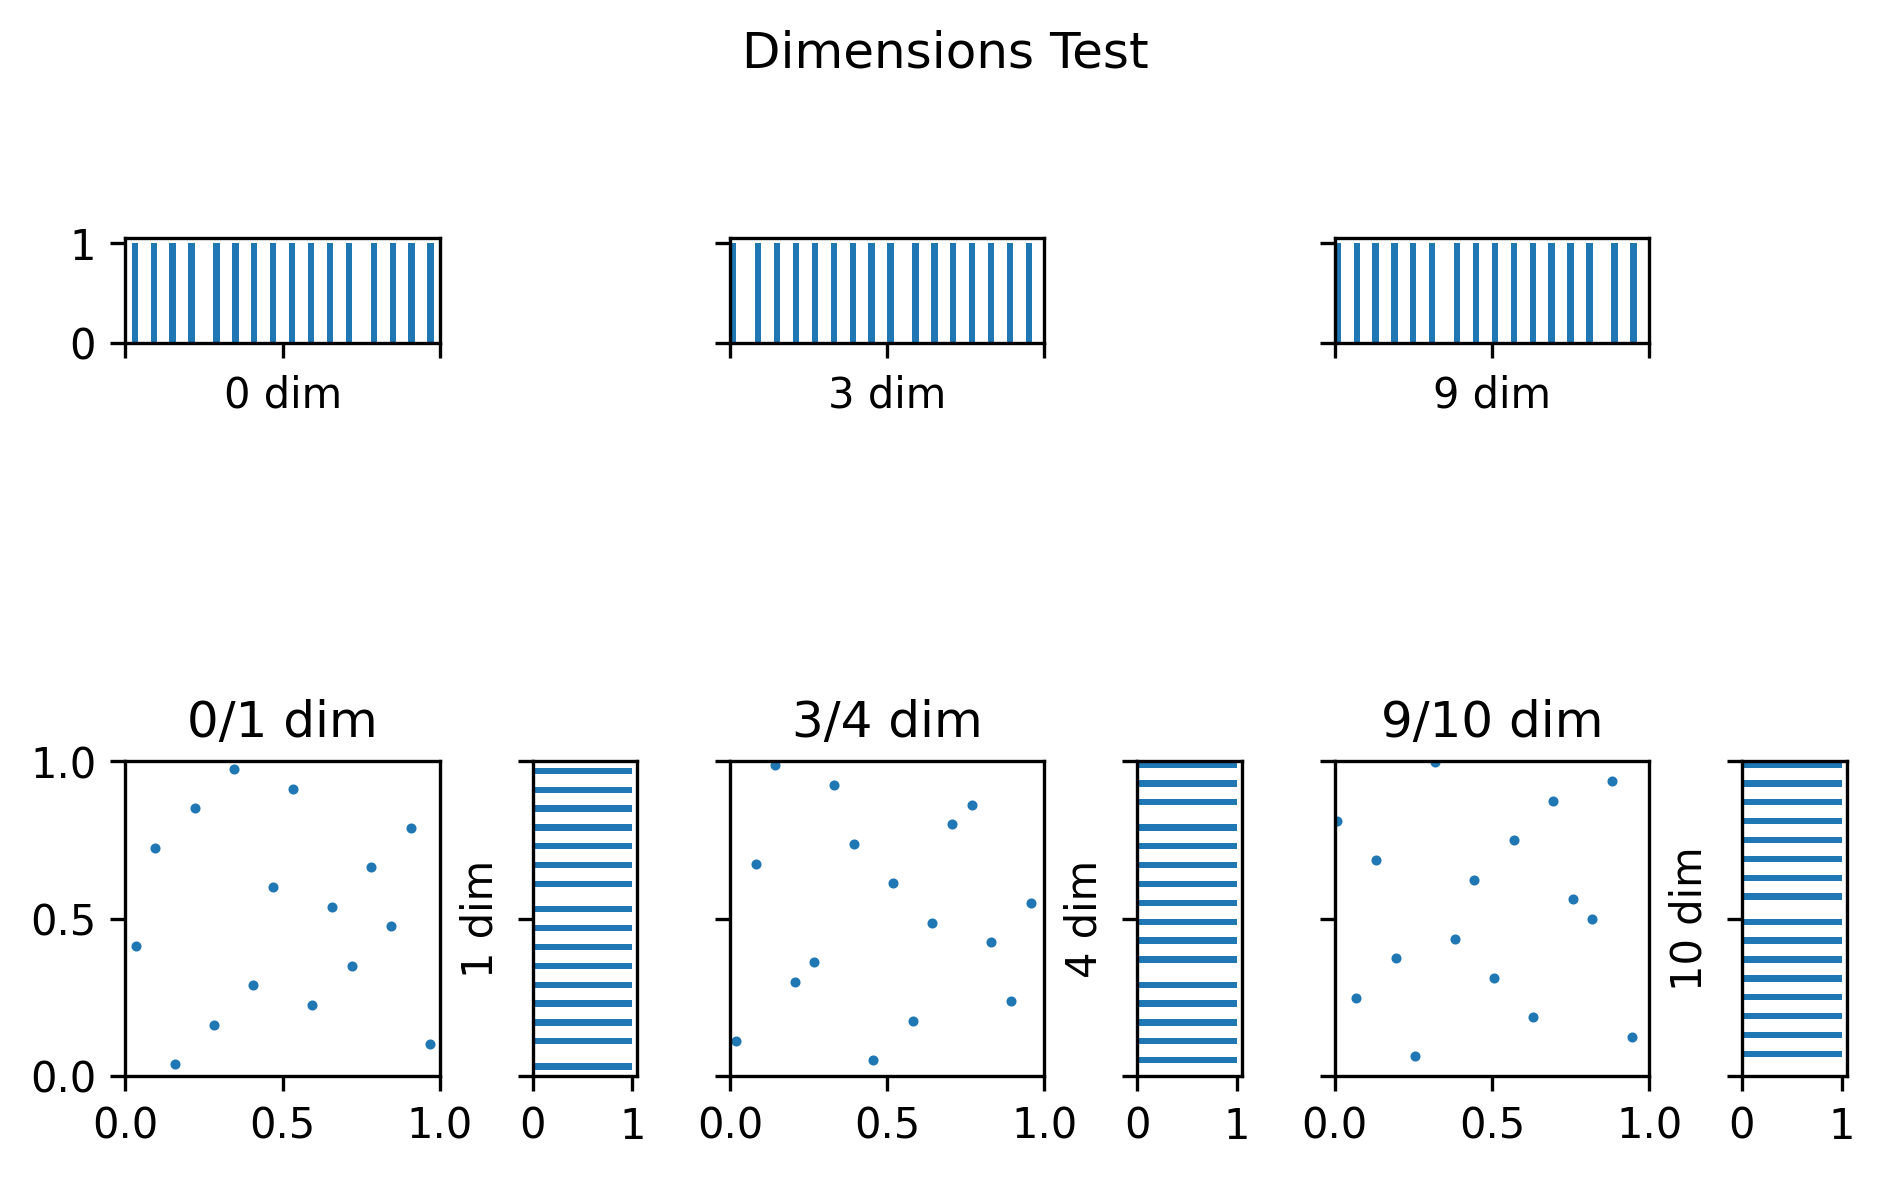 Dimensions Test
1
0
0 dim
3 dim
9 dim
0/1 dim
3/4 dim
9/10 dim
1.0
0.5
0.0
1 dim
4 dim
10 dim
0.0 0.5 1.0 0 1 0.0 0.5 1.0 0 1 0.0 0.5 1.0 0 1